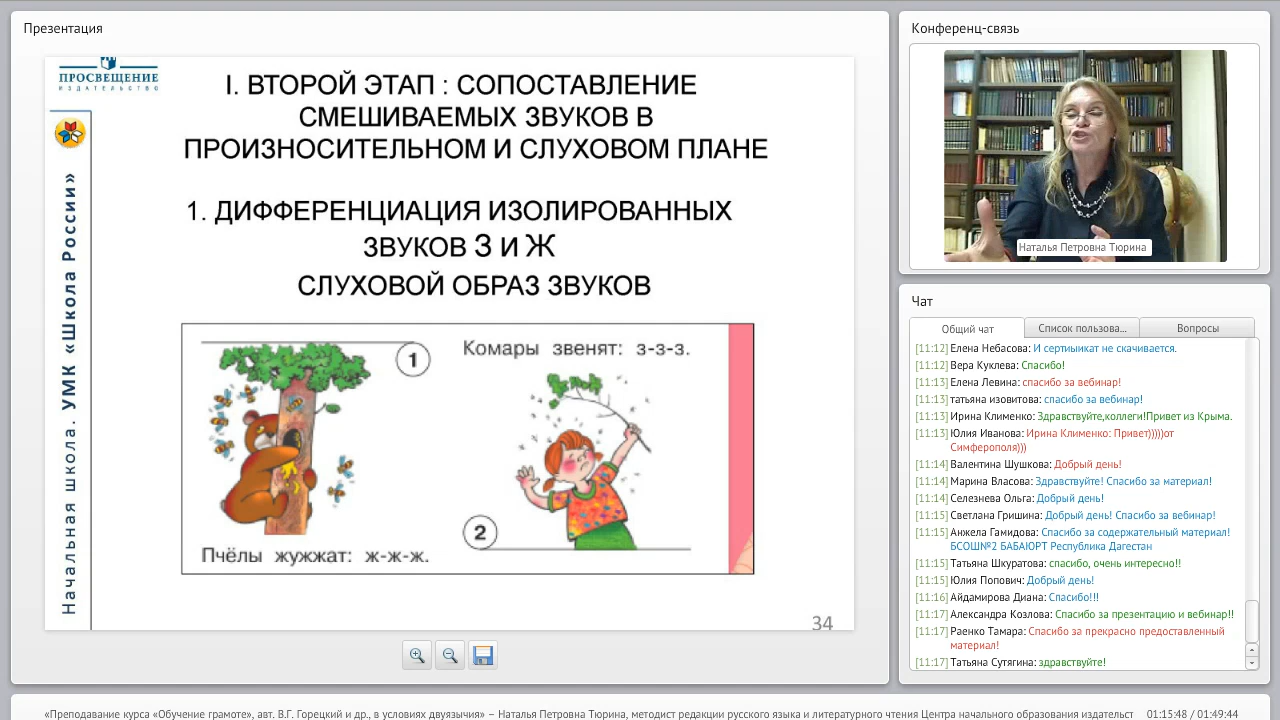 Презентация
ПРОСВЕЩЕНИЕ
ИЗДАТЕЛЬСТВО
Начальная школа. УМК «Школа России»
I. ВТОРОЙ ЭТАП : СОПОСТАВЛЕНИЕ
СМЕШИВАЕМЫХ ЗВУКОВ В
ПРОИЗНОСИТЕЛЬНОМ И СЛУХОВОМ ПЛАНЕ
1. ДИФФЕРЕНЦИАЦИЯ ИЗОЛИРОВАННЫХ
ЗВУКОВ З И Ж
СЛУХОВОЙ ОБРАЗ ЗВУКОВ
1
Пчёлы жужжат: ж-ж-ж.
Комары звенят: з-з-з.
2
34
Конференц-связь
Наталья Петровна Тюрина
Чат
Общий чат
Список пользова...
Вопросы
[11:12] Елена Небасова: И сертиыикат не скачивается.
[11:12] Вера Куклева: Спасибо!
[11:13] Елена Левина: спасибо за вебинар!
[11:13] татьяна изовитова: спасибо за вебинар!
[11:13] Ирина Клименко: Здравствуйте,коллеги!Привет из Крыма.
[11:13] Юлия Иванова: Ирина Клименко: Привет)))))от
Симферополя)))
[11:14] Валентина Шушкова: Добрый день!
[11:14] Марина Власова: Здравствуйте! Спасибо за материал!
[11:14] Селезнева Ольга: Добрый день!
[11:15] Светлана Гришина: Добрый день! Спасибо за вебинар!
[11:15] Анжела Гамидова: Спасибо за содержательный материал!
БСОШ№2 БАБАЮРТ Республика Дагестан
[11:15] Татьяна Шкуратова: спасибо, очень интересно!!
[11:15] Юлия Попович: Добрый день!
[11:16] Айдамирова Диана: Спасибо!!!
[11:17] Александра Козлова: Спасибо за презентацию и вебинар!!
[11:17] Раенко Тамара: Спасибо за прекрасно предоставленный
материал!
[11:17] Татьяна Сутягина: здравствуйте!
«Преподавание курса «Обучение грамоте», авт. В.Г. Горецкий и др., в условиях двуязычия» – Наталья Петровна Тюрина, методист редакции русского языка и литературного чтения Центра начального образования издательст 01:15:48 / 01:49:44